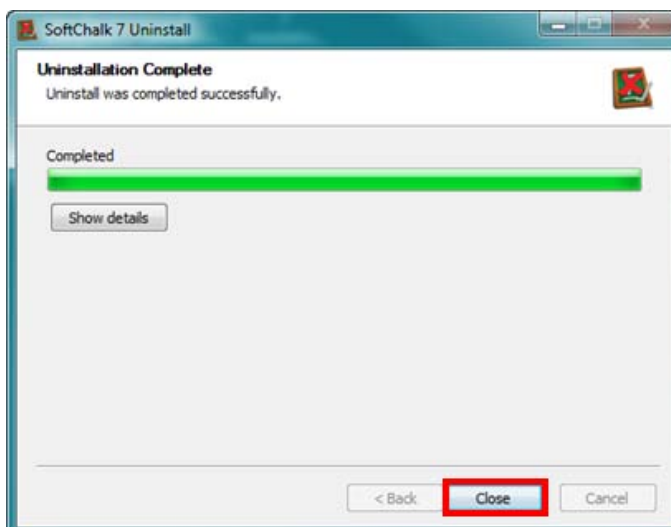 SoftChalk 7 Uninstall
Uninstallation Complete
Uninstall was completed successfully.
Completed
Show details
< Back
Close
Cancel